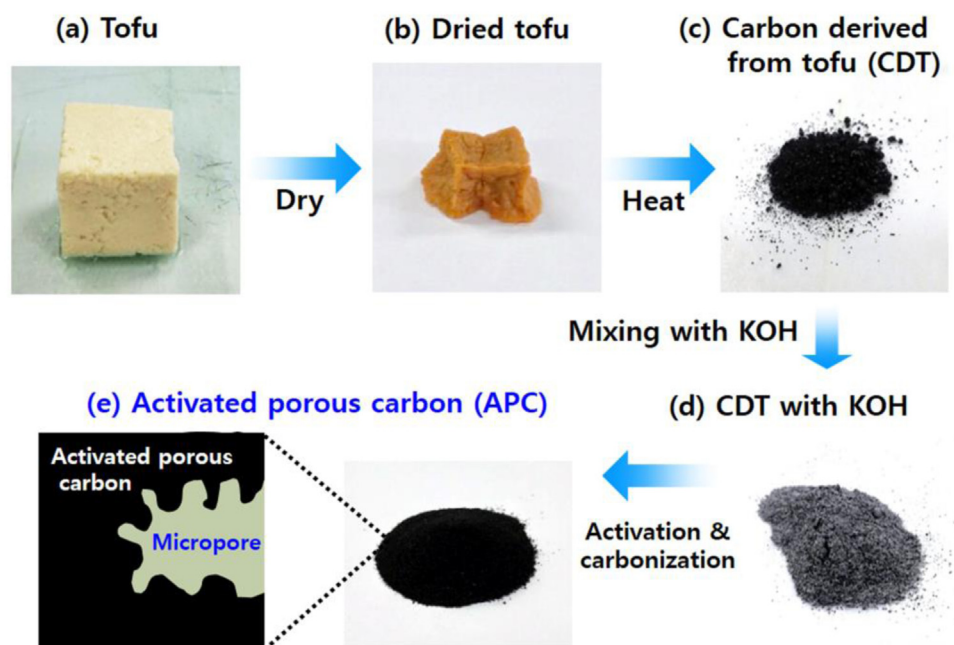 (a) Tofu
(b) Dried tofu
(c) Carbon derived
from tofu (CDT)
Dry
Heat
Mixing with KOH
(d) CDT with KOH
(e) Activated porous carbon (APC)
Activated porous
carbon
Micropore
Activation &
carbonization